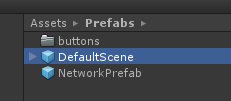 Assets ▸ Prefabs ▸
buttons
DefaultScene
NetworkPrefab